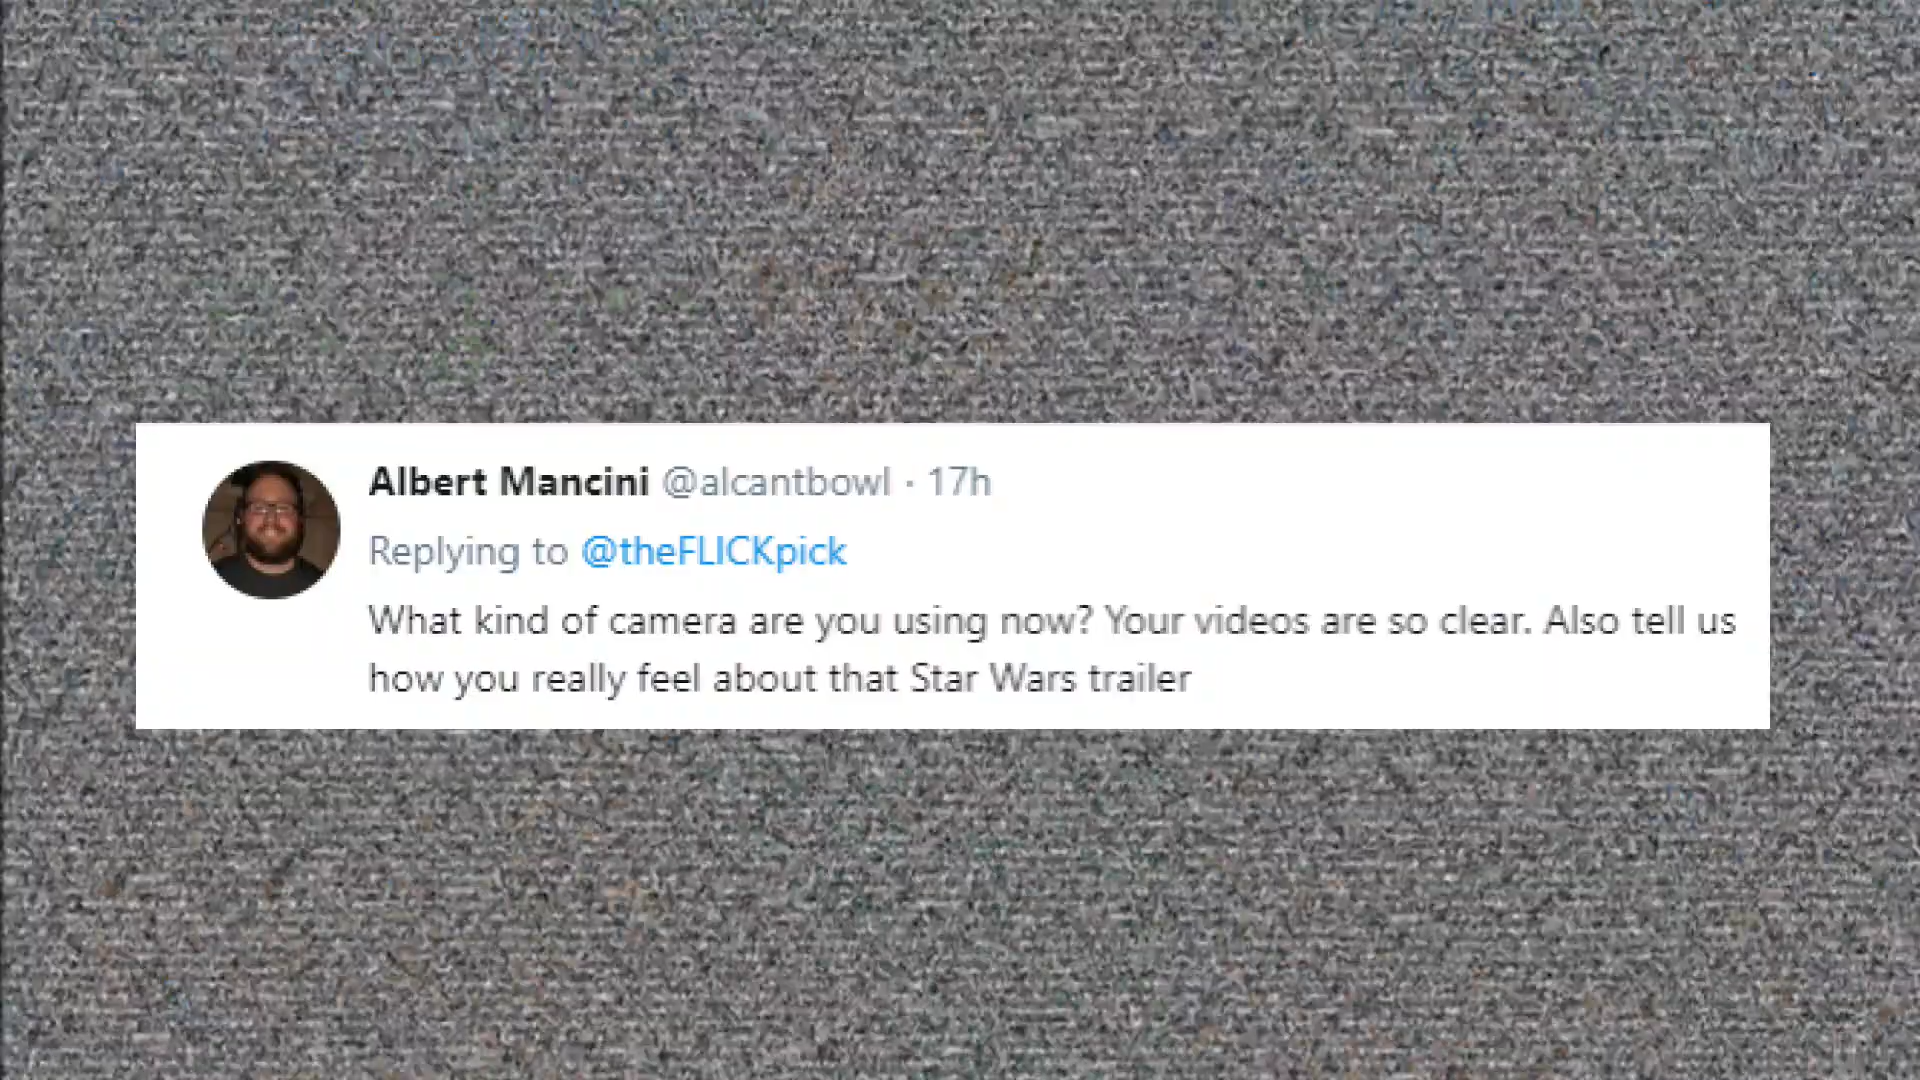 Albert Mancini @alcantbowl · 17h
Replying to @theFLICKpick
What kind of camera are you using now? Your videos are so clear. Also tell us
how you really feel about that Star Wars trailer